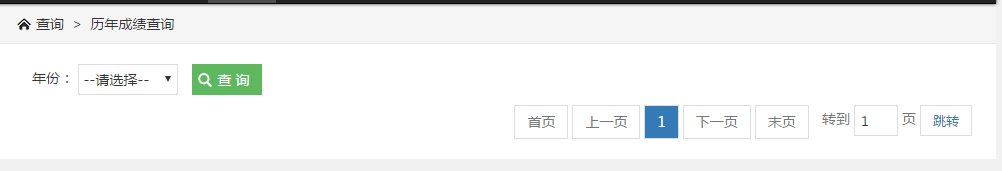 查询 > 历年成绩查询
年份： --请选择-- ▼ 查 询
首页 上一页 1 下一页 末页 转到 1 页 跳转